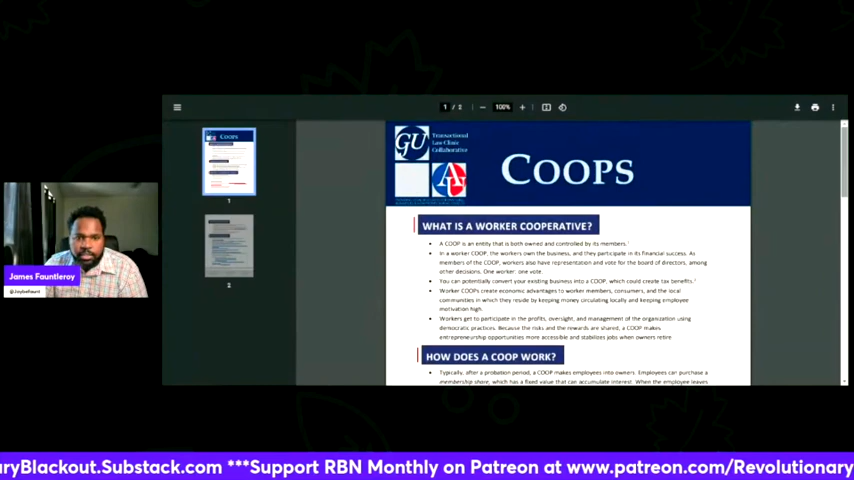 1 / 2
100%
GU
Transactional
Law Clinic
Collaborative
AU
COOPS
1
2
WHAT IS A WORKER COOPERATIVE?
• A COOP is an entity that is both owned and controlled by its members.
• In a worker COOP, the workers own the business, and they participate in its financial success. As
members of the COOP, workers also have representation and vote for the board of directors, among
other decisions. One worker: one vote.
• You can potentially convert your existing business into a COOP, which could create tax benefits.
• Worker COOPs create economic advantages to worker members, consumers, and the local
communities in which they reside by keeping money circulating locally and keeping employee
motivation high.
• Workers get to participate in the profits, oversight, and management of the organization using
democratic practices. Because the risks and the rewards are shared, a COOP makes
entrepreneurship opportunities more accessible and stabilizes jobs when owners retire
HOW DOES A COOP WORK?
• Typically, after a probation period, a COOP makes employees into owners. Employees can purchase a
membership share, which has a fixed value that can accumulate interest. When the employee leaves
James Fauntleroy
ryBlackout.Substack.com ***Support RBN Monthly on Patreon at www.patreon.com/Revolutionary